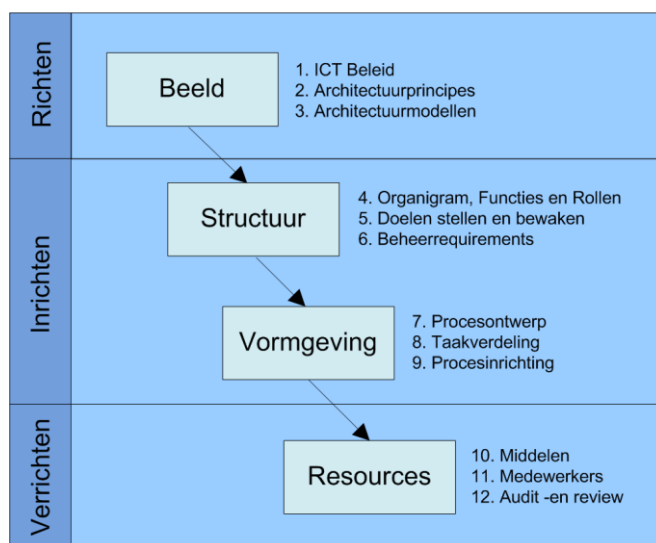 Richten
Beeld
1. ICT Beleid
2. Architectuurprincipes
3. Architectuurmodellen
Inrichten
Structuur
4. Organigram, Functies en Rollen
5. Doelen stellen en bewaken
6. Beheerrequirements
Vormgeving
7. Procesontwerp
8. Taakverdeling
9. Procesinrichting
Verrichten
Resources
10. Middelen
11. Medewerkers
12. Audit -en review